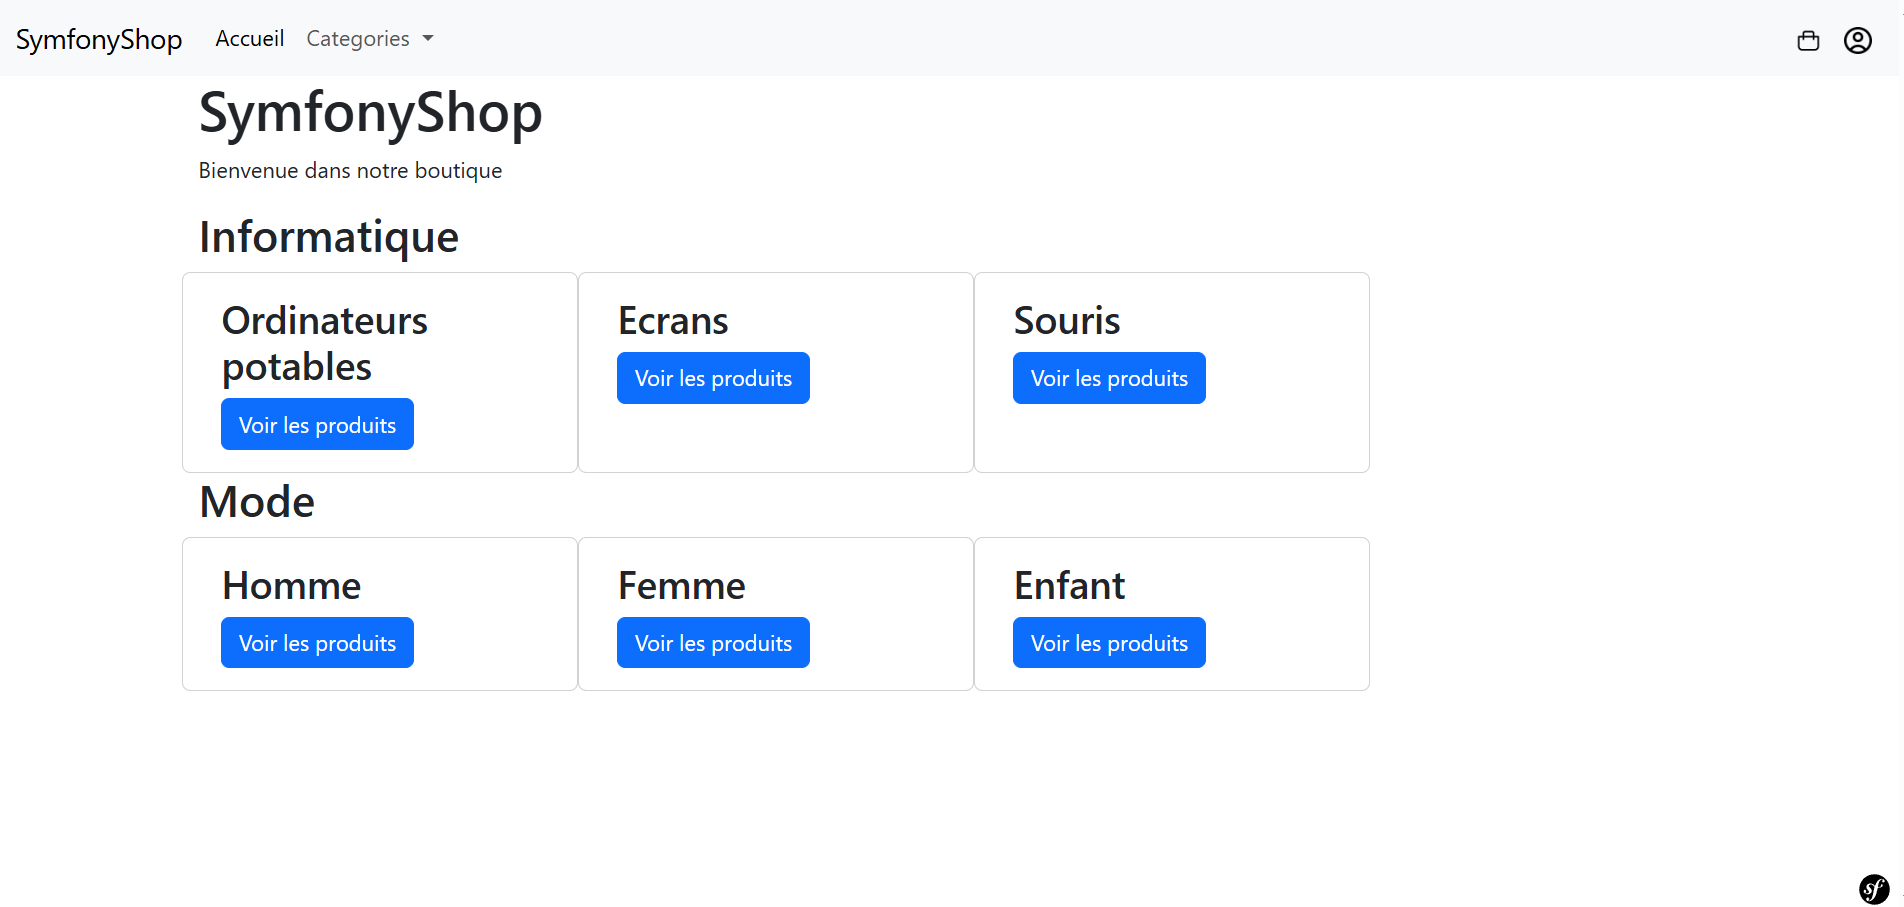 SymfonyShop Accueil Categories
SymfonyShop
Bienvenue dans notre boutique
Informatique
Ordinateurs
potables
Voir les produits
Ecrans
Voir les produits
Souris
Voir les produits
Mode
Homme
Voir les produits
Femme
Voir les produits
Enfant
Voir les produits
sf